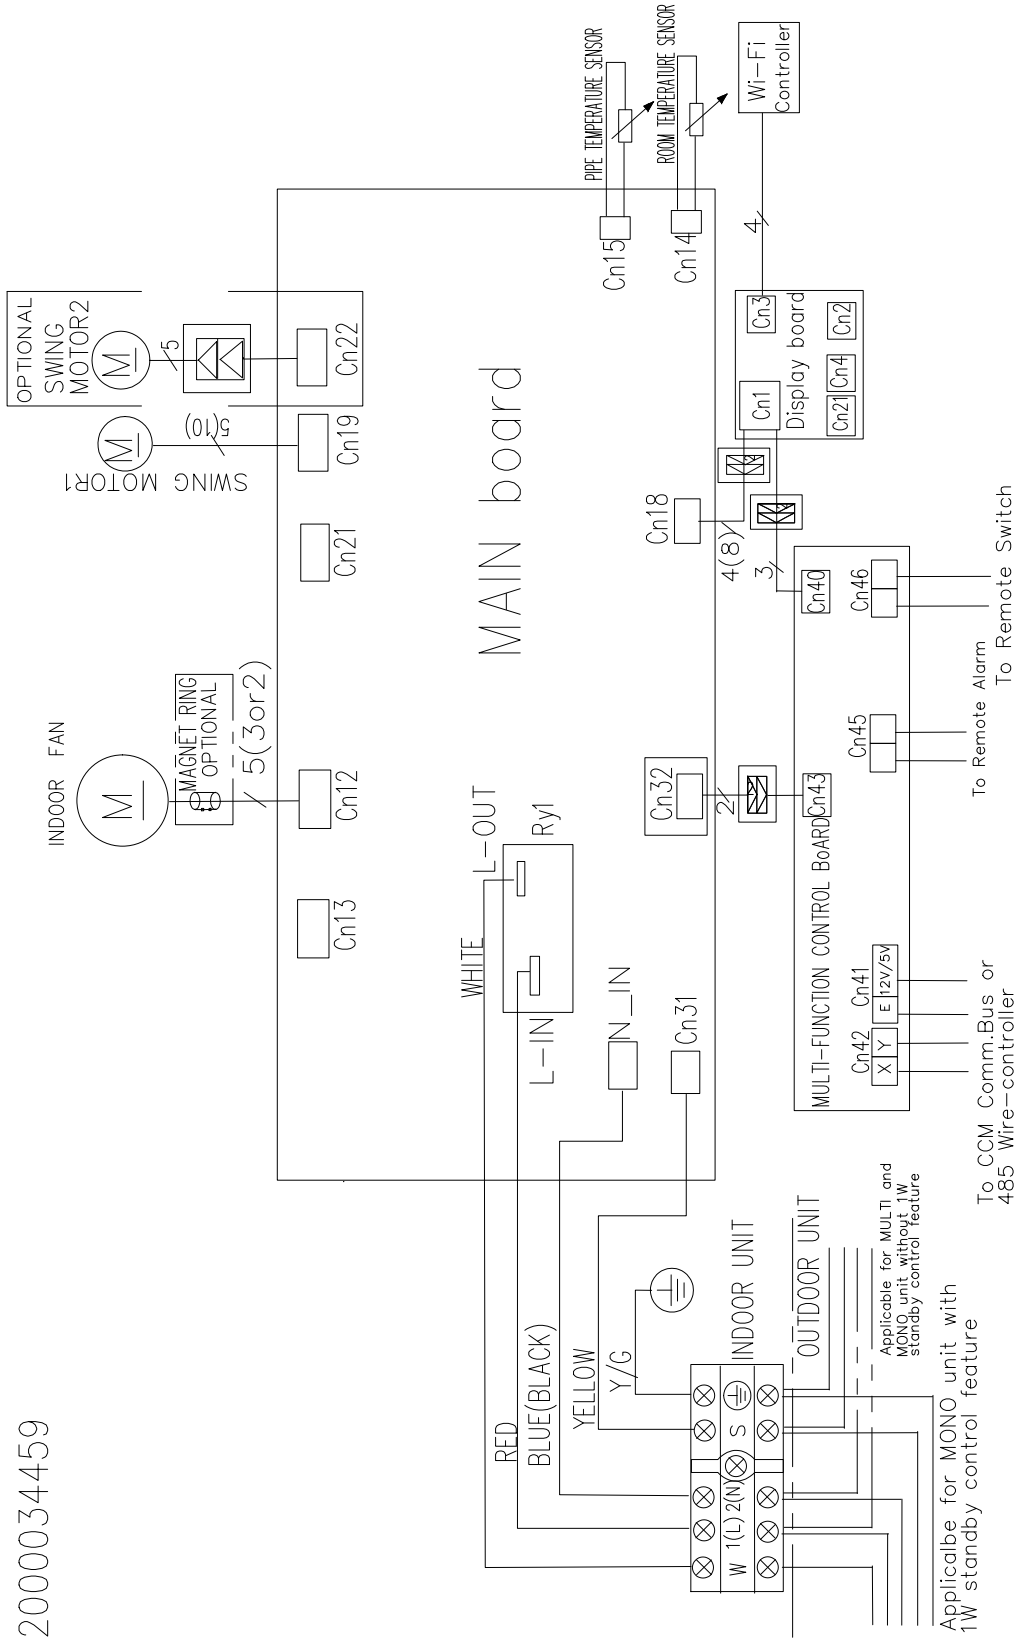 2000034459
INDOOR FAN
M
MAGNET RING
OPTIONAL
5(3or2)
SWING MOTOR1
M
5(10)
OPTIONAL
SWING
MOTOR2
M
5
Cn13
Cn12
Cn21
Cn19
Cn22
MAIN board
WHITE
L-OUT
Ry1
L-IN
N_IN
Cn31
Cn32
2
Cn18
4(8)
3
Cn15
Cn14
PIPE TEMPERATURE SENSOR
ROOM TEMPERATURE SENSOR
Wi-Fi
Controller
4
Cn3
Cn1
Display board
Cn21
Cn4
Cn2
RED
BLUE(BLACK)
YELLOW
Y/G
W 1(L) 2(N) S
INDOOR UNIT
OUTDOOR UNIT
Applicable for MULTI and
MONO unit without 1W
standby control feature
Applicalbe for MONO unit with
1W standby control feature
MULTI-FUNCTION CONTROL BoARD
Cn43
Cn40
Cn42
X Y
Cn41
E 12V/5V
Cn45
Cn46
To CCM Comm.Bus or
485 Wire-controller
To Remote Alarm
To Remote Switch